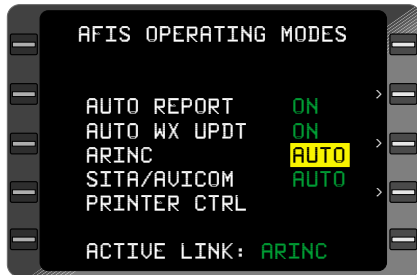 AFIS OPERATING MODES
AUTO REPORT ON >
AUTO WX UPDT ON
ARINC AUTO >
SITA/AVICOM AUTO
PRINTER CTRL >
ACTIVE LINK: ARINC